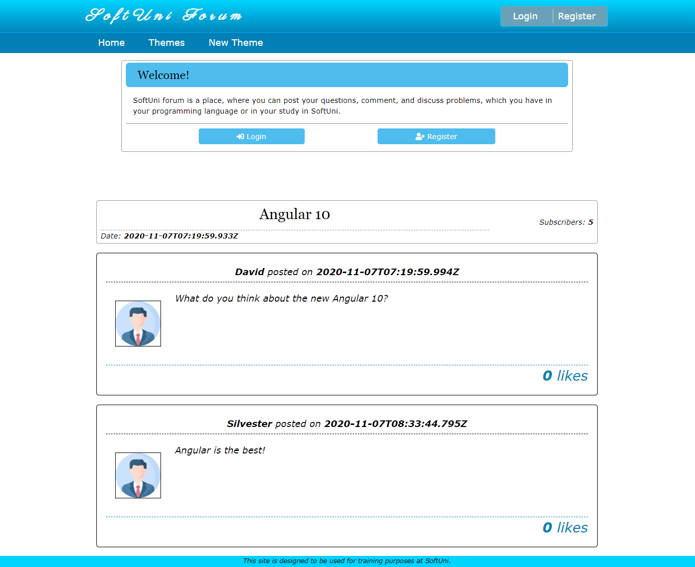 SoftUni Forum
Login Register
Home Themes New Theme
Welcome!
SoftUni forum is a place, where you can post your questions, comment, and discuss problems, which you have in
your programming language or in your study in SoftUni.
Login Register
Angular 10
Subscribers: 5
Date: 2020-11-07T07:19:59.933Z
David posted on 2020-11-07T07:19:59.994Z
What do you think about the new Angular 10?
0 likes
Silvester posted on 2020-11-07T08:33:44.795Z
Angular is the best!
0 likes
This site is designed to be used for training purposes at SoftUni.